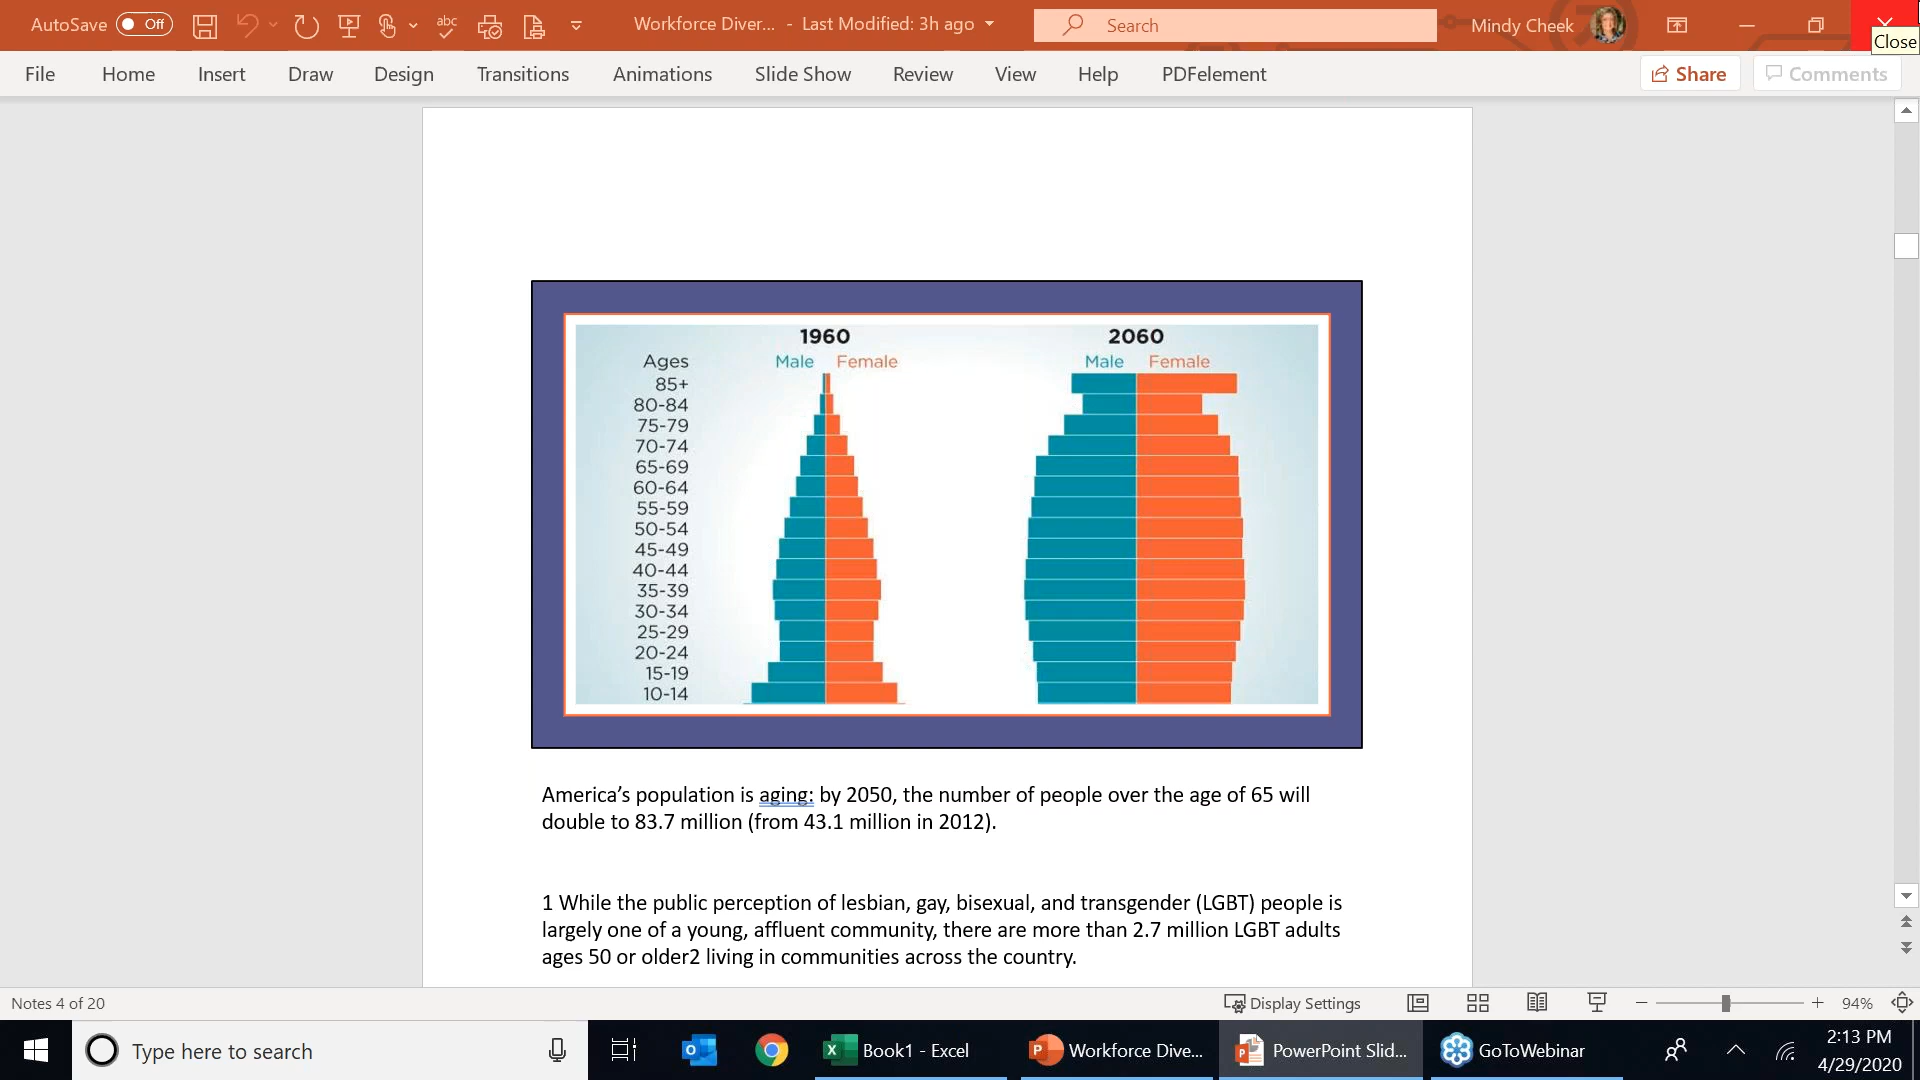 AutoSave Off Workforce Diver... - Last Modified: 3h ago Search Mindy Cheek
Close
File Home Insert Draw Design Transitions Animations Slide Show Review View Help PDFelement Share Comments
1960 2060
Ages Male Female Male Female
85+
80-84
75-79
70-74
65-69
60-64
55-59
50-54
45-49
40-44
35-39
30-34
25-29
20-24
15-19
10-14
America’s population is aging: by 2050, the number of people over the age of 65 will
double to 83.7 million (from 43.1 million in 2012).
1 While the public perception of lesbian, gay, bisexual, and transgender (LGBT) people is
largely one of a young, affluent community, there are more than 2.7 million LGBT adults
ages 50 or older2 living in communities across the country.
Notes 4 of 20 Display Settings 94%
Type here to search Book1 - Excel Workforce Dive... PowerPoint Slid... GoToWebinar 2:13 PM
4/29/2020